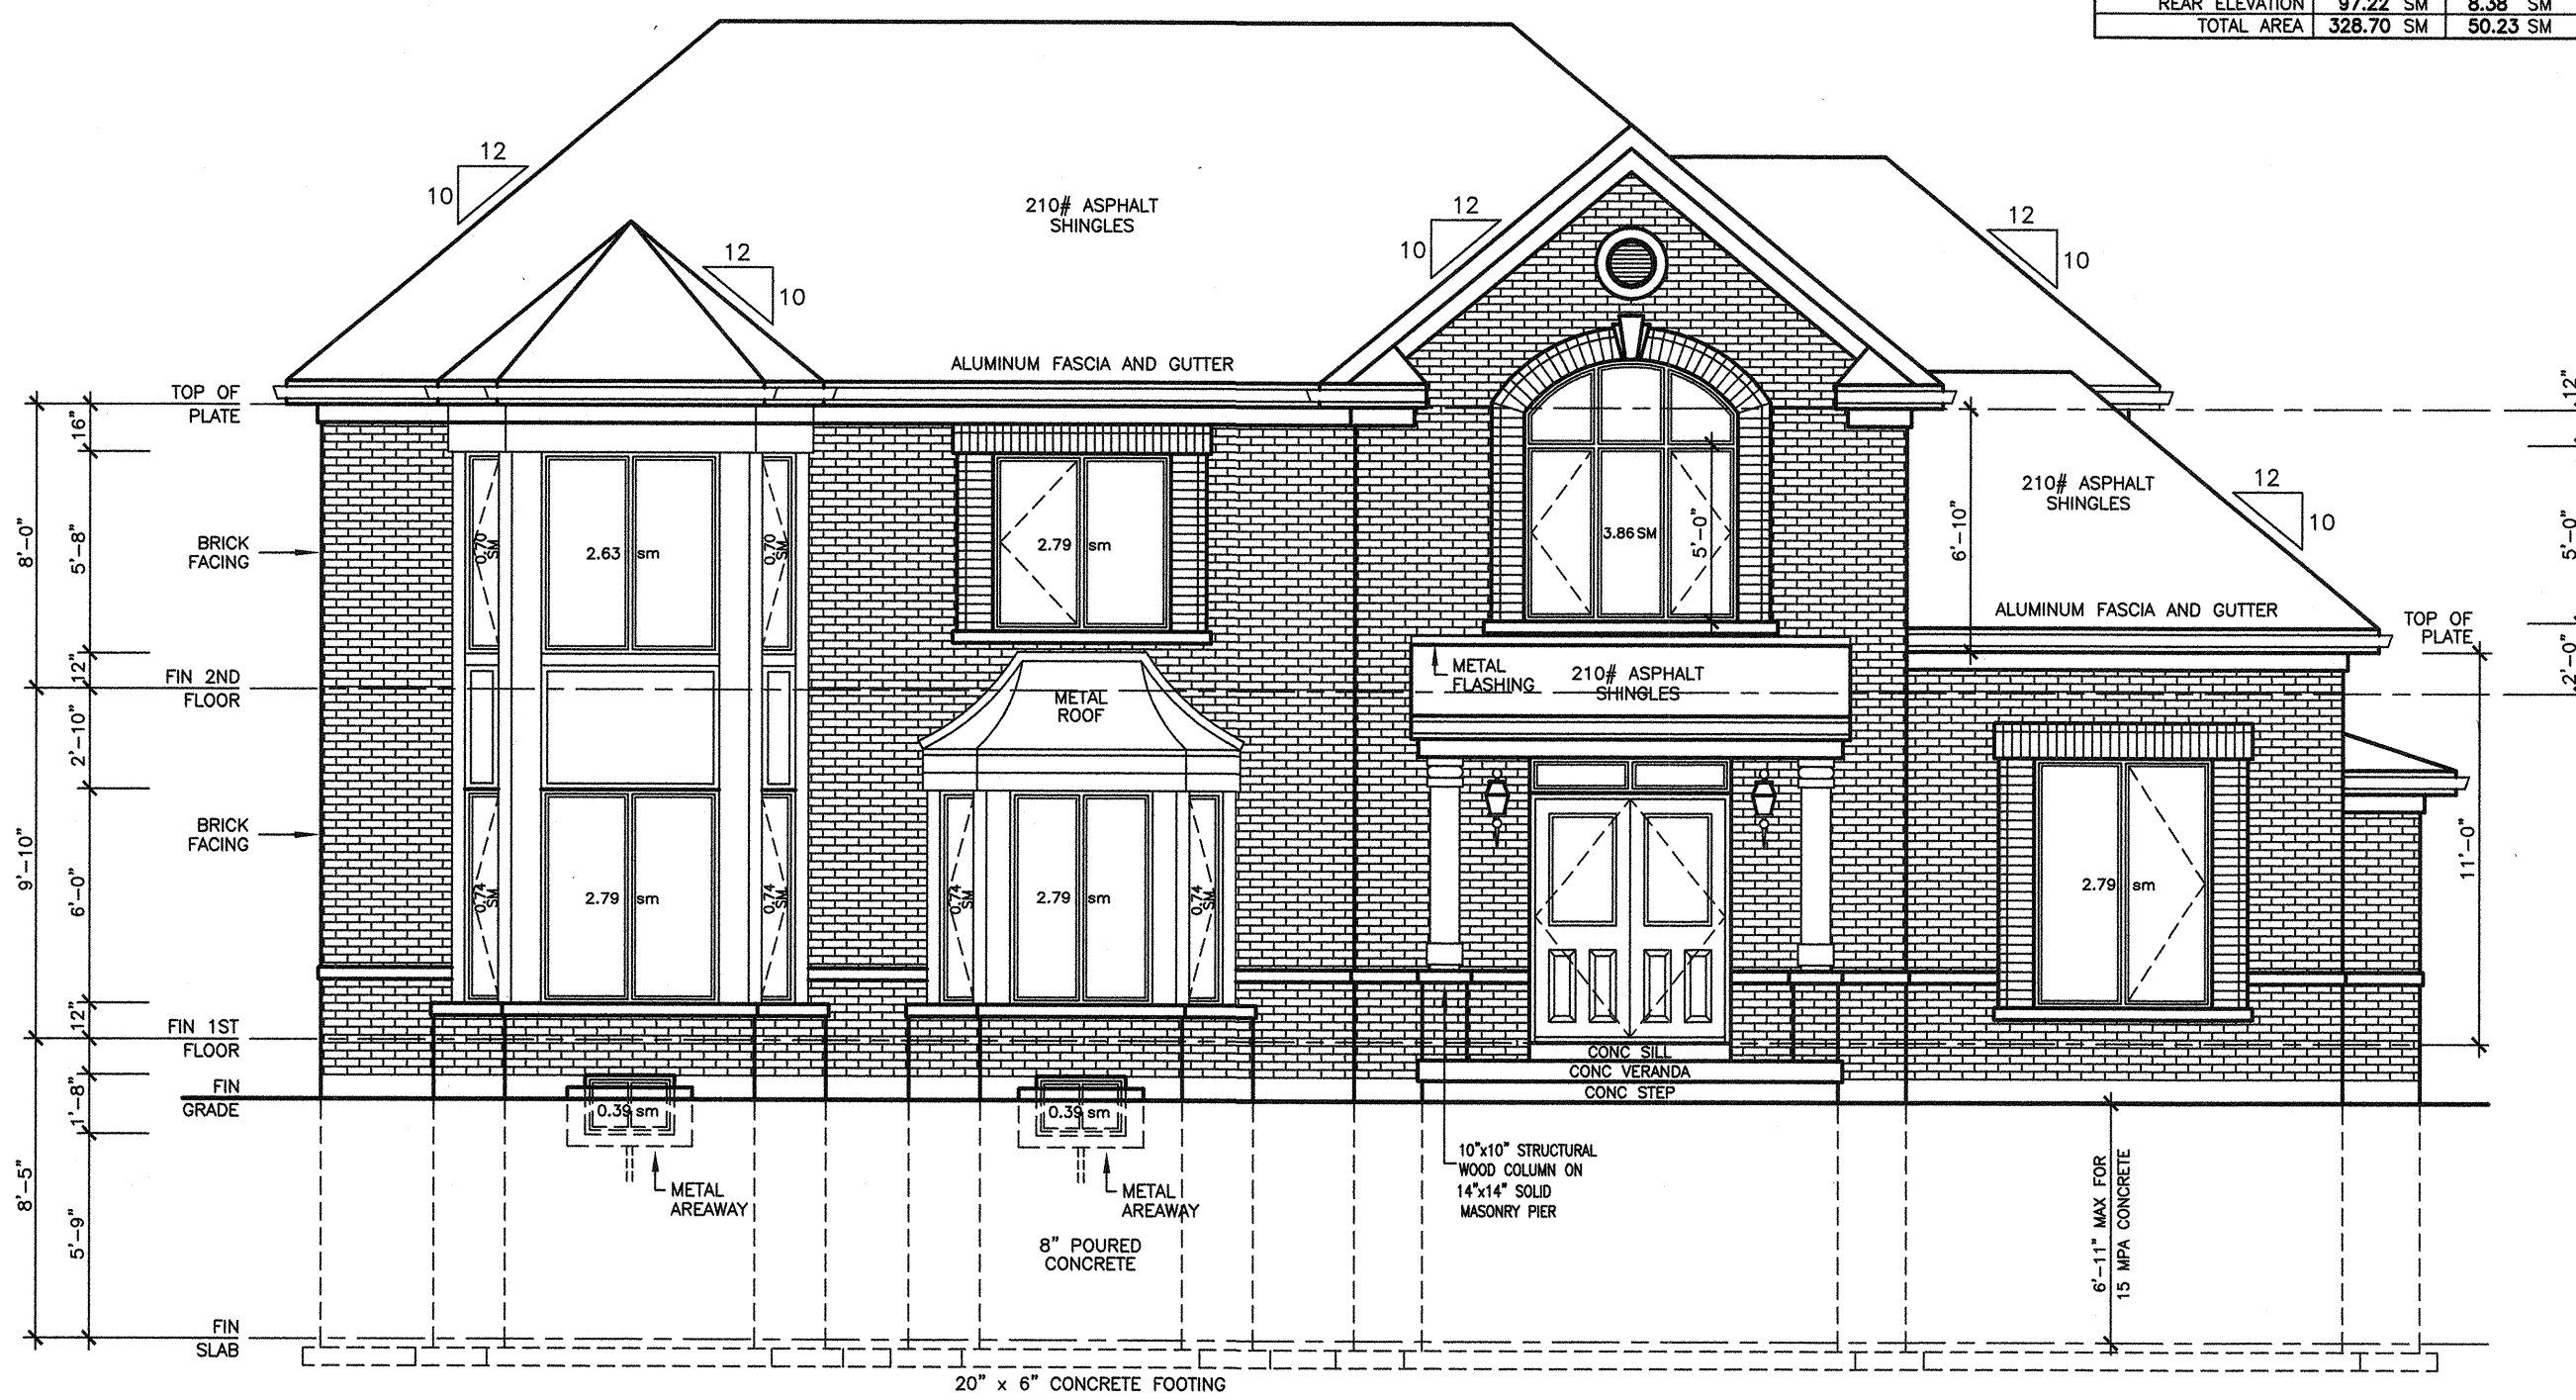 REAR ELEVATION 97.22 SM 8.38 SM
TOTAL AREA 328.70 SM 50.23 SM
12
10
12
10
210# ASPHALT
SHINGLES
12
10
12
10
ALUMINUM FASCIA AND GUTTER
TOP OF
PLATE
16"
8'-0"
5'-8"
12"
BRICK
FACING
0.70
SM
2.63 sm
0.70
SM
2.79 sm
3.86 SM
5'-0"
6'-10"
210# ASPHALT
SHINGLES
12
10
12"
5'-0"
2'-0"
ALUMINUM FASCIA AND GUTTER
TOP OF
PLATE
FIN 2ND
FLOOR
METAL
FLASHING
210# ASPHALT
SHINGLES
METAL
ROOF
9'-10"
2'-10"
6'-0"
12"
BRICK
FACING
0.74
SM
2.79 sm
0.74
SM
0.74
SM
2.79 sm
0.74
SM
2.79 sm
11'-0"
FIN 1ST
FLOOR
CONC SILL
CONC VERANDA
CONC STEP
FIN
GRADE
1'-8"
0.39 sm
0.39 sm
8'-5"
5'-9"
METAL
AREAWAY
METAL
AREAWAY
10"x10" STRUCTURAL
WOOD COLUMN ON
14"x14" SOLID
MASONRY PIER
8" POURED
CONCRETE
6'-11" MAX FOR
15 MPA CONCRETE
FIN
SLAB
20" x 6" CONCRETE FOOTING